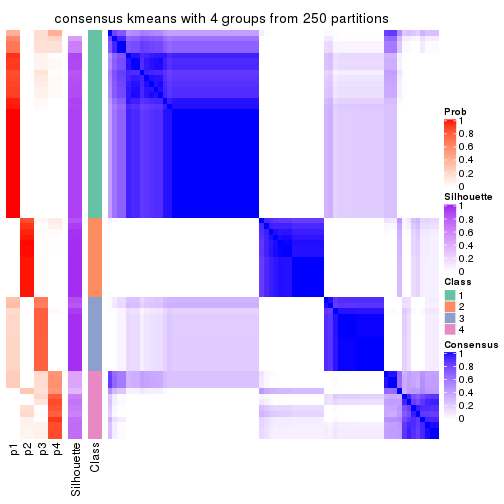 consensus kmeans with 4 groups from 250 partitions
Prob
1
0.8
0.6
0.4
0.2
0
Silhouette
1
0.8
0.6
0.4
0.2
0
Class
1
2
3
4
Consensus
1
0.8
0.6
0.4
0.2
0
p1
p2
p3
p4
Silhouette
Class